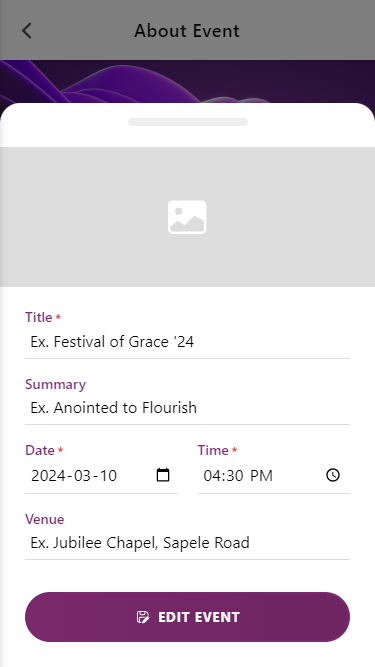 About Event
Title *
Ex. Festival of Grace '24
Summary
Ex. Anointed to Flourish
Date * Time *
2024-03-10 04:30 PM
Venue
Ex. Jubilee Chapel, Sapele Road
EDIT EVENT